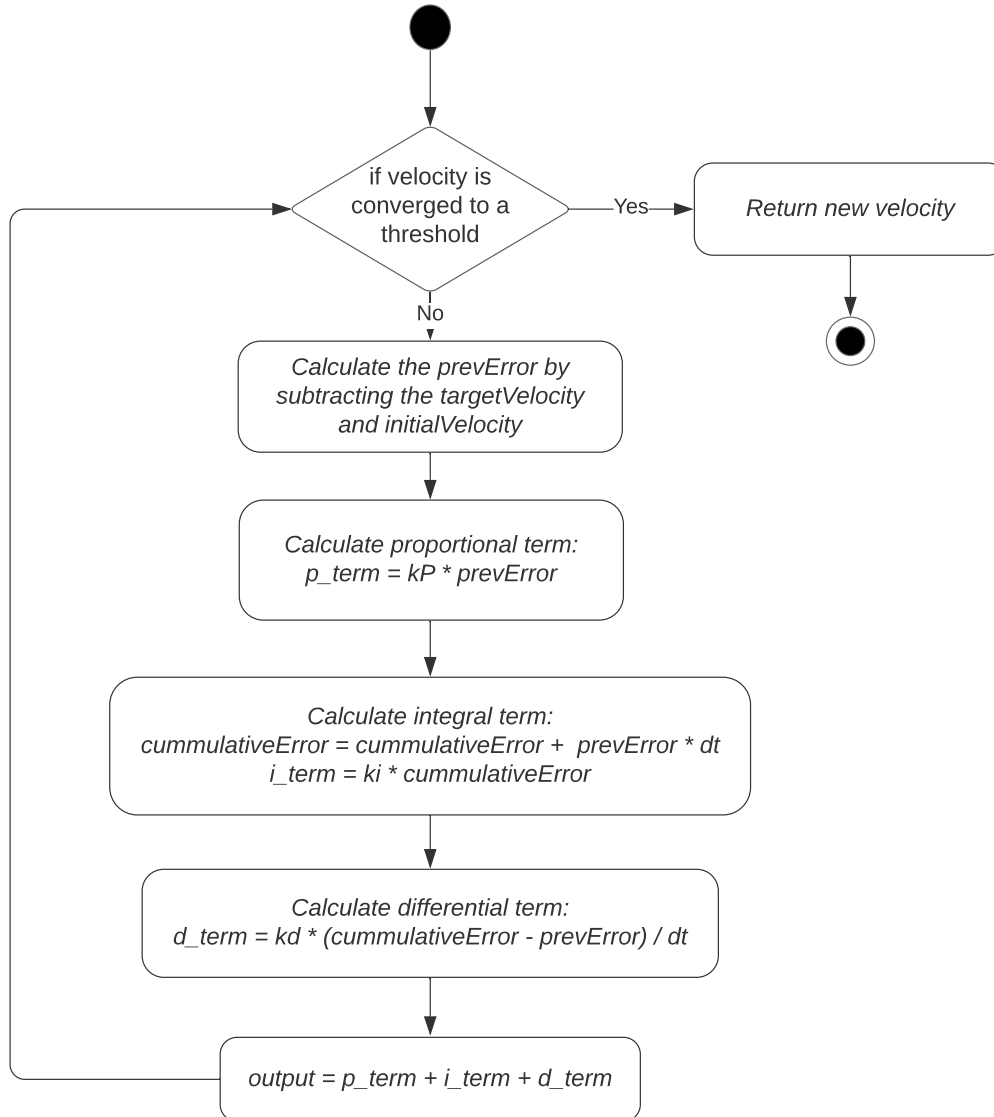 if velocity is
converged to a
threshold
Yes
Return new velocity
No
Calculate the prevError by
subtracting the targetVelocity
and initialVelocity
Calculate proportional term:
p_term = kP * prevError
Calculate integral term:
cummulativeError = cummulativeError +  prevError * dt
i_term = ki * cummulativeError
Calculate differential term:
d_term = kd * (cummulativeError - prevError) / dt
output = p_term + i_term + d_term